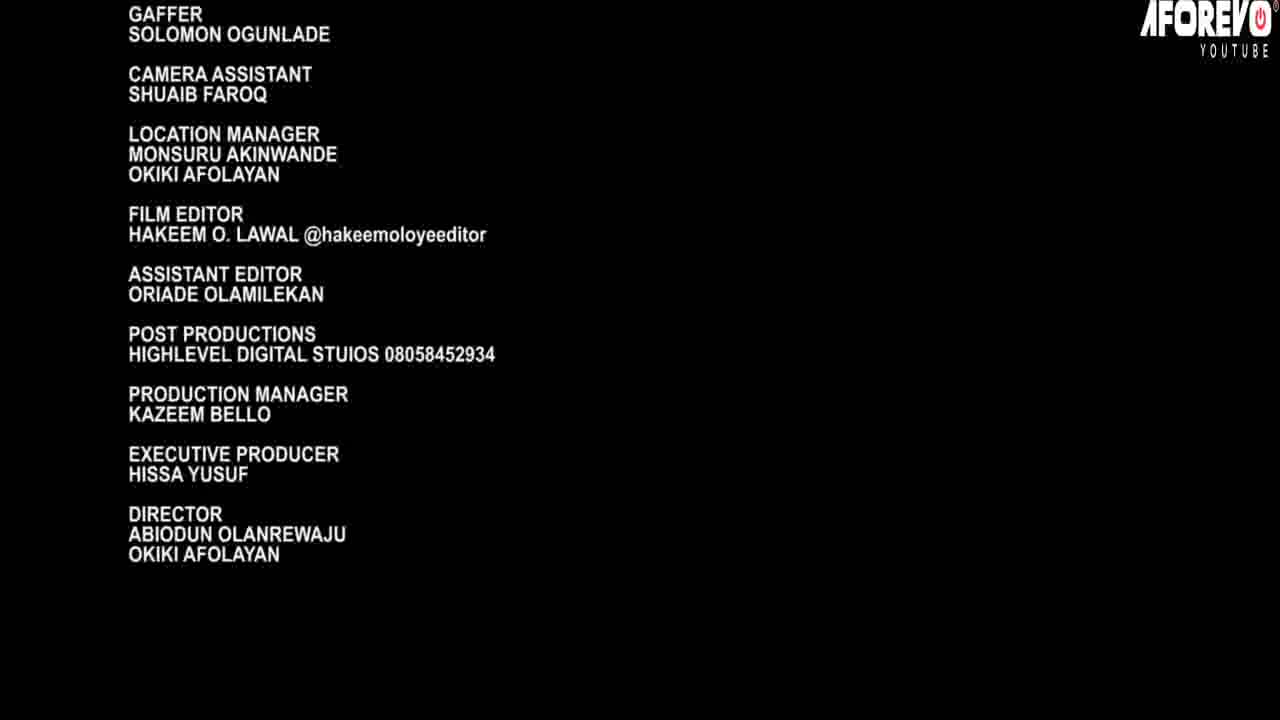 GAFFER
SOLOMON OGUNLADE
CAMERA ASSISTANT
SHUAIB FAROQ
LOCATION MANAGER
MONSURU AKINWANDE
OKIKI AFOLAYAN
FILM EDITOR
HAKEEM O. LAWAL @hakeemoloyeeditor
ASSISTANT EDITOR
ORIADE OLAMILEKAN
POST PRODUCTIONS
HIGHLEVEL DIGITAL STUIOS 08058452934
PRODUCTION MANAGER
KAZEEM BELLO
EXECUTIVE PRODUCER
HISSA YUSUF
DIRECTOR
ABIODUN OLANREWAJU
OKIKI AFOLAYAN
AFOREVO®
YOUTUBE